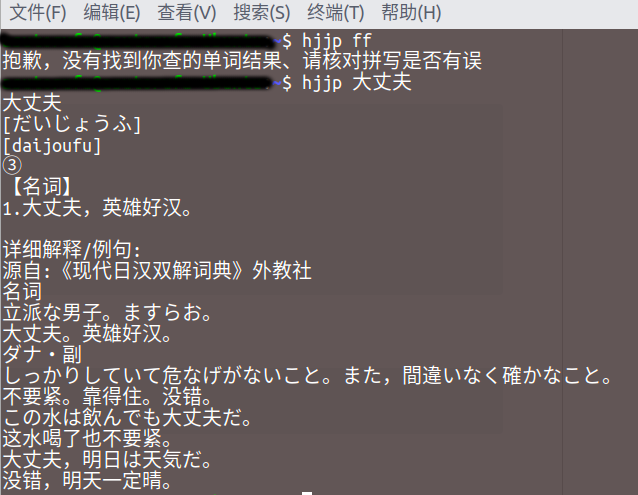 文件(F) 编辑(E) 查看(V) 搜索(S) 终端(T) 帮助(H)
$ hjjp ff
抱歉，没有找到你查的单词结果、请核对拼写是否有误
$ hjjp 大丈夫
大丈夫
[だいじょうふ]
[daijoufu]
③
【名词】
1.大丈夫，英雄好汉。
详细解释/例句:
源自:《现代日汉双解词典》外教社
名词
立派な男子。ますらお。
大丈夫。英雄好汉。
ダナ・副
しっかりしていて危なげがないこと。また，間違いなく確かなこと。
不要紧。靠得住。没错。
この水は飲んでも大丈夫だ。
这水喝了也不要紧。
大丈夫，明日は天気だ。
没错，明天一定晴。